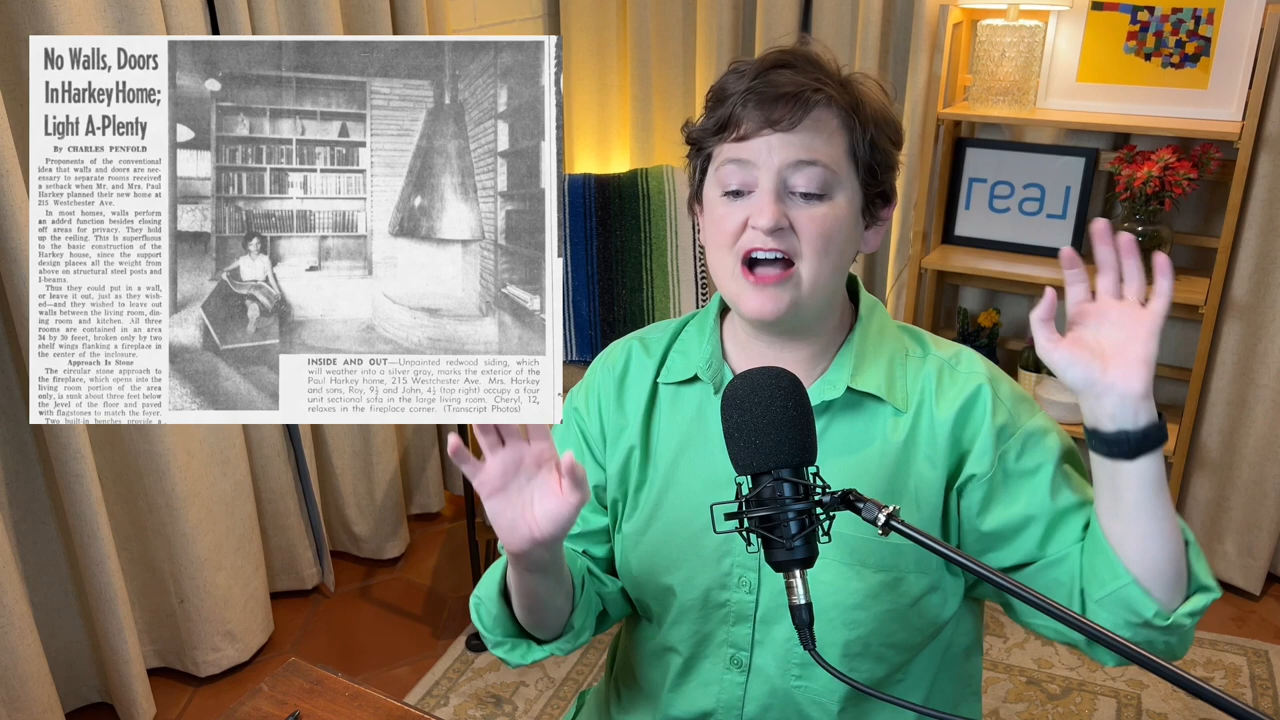 No Walls, Doors
In Harkey Home;
Light A-Plenty
By CHARLES PENFOLD
Proponents of the conventional
idea that walls and doors are nec-
essary to separate rooms received
a setback when Mr. and Mrs. Paul
Harkey planned their new home at
215 Westchester Ave.
In most homes, walls perform
an added function besides closing
off areas for privacy. They hold
up the ceiling. This is superfluous
to the basic construction of the
Harkey house, since the support
design places all the weight from
above on structural steel posts and
I-beams.
Thus they could put in a wall,
or leave it out, just as they wish-
ed—and they wished to leave out
walls between the living room, din-
ing room and kitchen. All three
rooms are contained in an area
34 by 30 feet, broken only by two
shelf wings flanking a fireplace in
the center of the inclosure.
Approach Is Stone
The circular stone approach to
the fireplace, which opens into the
living room portion of the area
only, is sunk about three feet below
the level of the floor and paved
with flagstones to match the foyer.
Two built-in benches provide a
INSIDE AND OUT—Unpainted redwood siding, which
will weather into a silver gray, marks the exterior of the
Paul Harkey home, 215 Westchester Ave. Mrs. Harkey
and sons, Roy, 9½ and John, 4½ (top right) occupy a four
unit sectional sofa in the large living room. Cheryl, 12,
relaxes in the fireplace corner. (Transcript Photos)
real